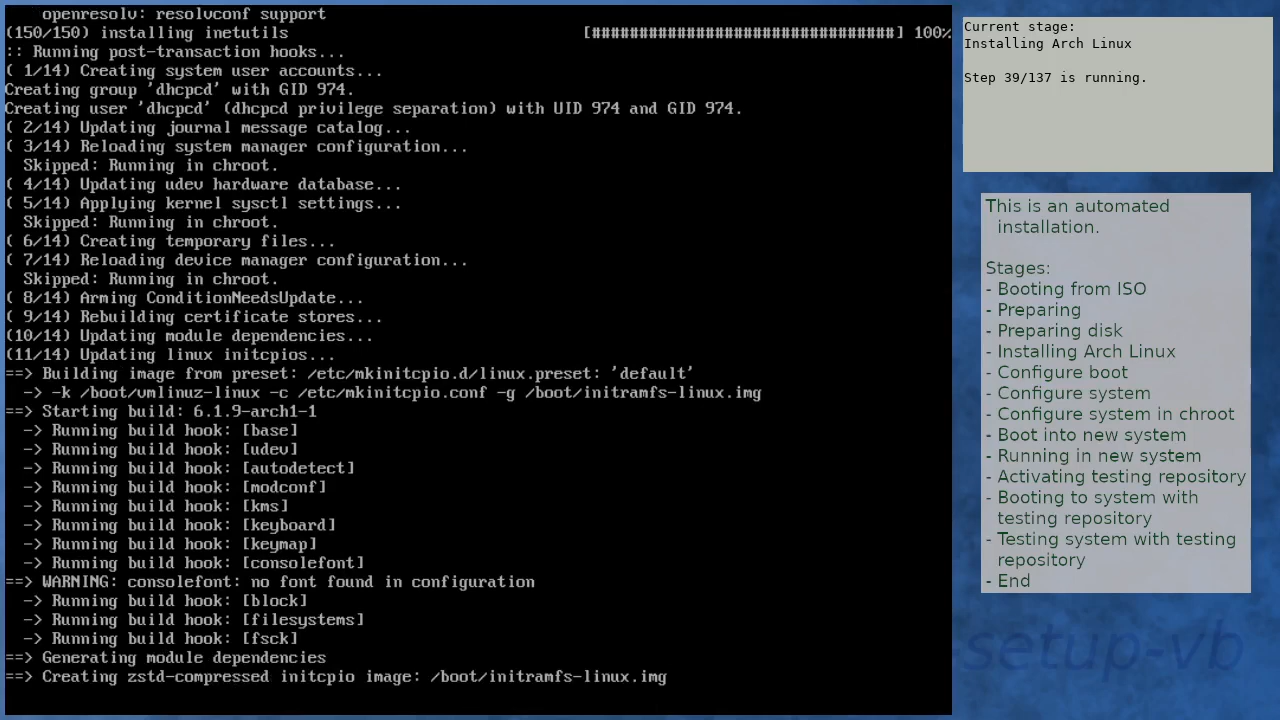 openresolv: resolvconf support
(150/150) installing inetutils [################################] 100%
:: Running post-transaction hooks...
( 1/14) Creating system user accounts...
Creating group 'dhcpcd' with GID 974.
Creating user 'dhcpcd' (dhcpcd privilege separation) with UID 974 and GID 974.
( 2/14) Updating journal message catalog...
( 3/14) Reloading system manager configuration...
Skipped: Running in chroot.
( 4/14) Updating udev hardware database...
( 5/14) Applying kernel sysctl settings...
Skipped: Running in chroot.
( 6/14) Creating temporary files...
( 7/14) Reloading device manager configuration...
Skipped: Running in chroot.
( 8/14) Arming ConditionNeedsUpdate...
( 9/14) Rebuilding certificate stores...
(10/14) Updating module dependencies...
(11/14) Updating linux initcpios...
==> Building image from preset: /etc/mkinitcpio.d/linux.preset: 'default'
-> -k /boot/vmlinuz-linux -c /etc/mkinitcpio.conf -g /boot/initramfs-linux.img
==> Starting build: 6.1.9-arch1-1
-> Running build hook: [base]
-> Running build hook: [udev]
-> Running build hook: [autodetect]
-> Running build hook: [modconf]
-> Running build hook: [kms]
-> Running build hook: [keyboard]
-> Running build hook: [keymap]
-> Running build hook: [consolefont]
==> WARNING: consolefont: no font found in configuration
-> Running build hook: [block]
-> Running build hook: [filesystems]
-> Running build hook: [fsck]
==> Generating module dependencies
==> Creating zstd-compressed initcpio image: /boot/initramfs-linux.img
Current stage:
Installing Arch Linux
Step 39/137 is running.
This is an automated
installation.
Stages:
- Booting from ISO
- Preparing
- Preparing disk
- Installing Arch Linux
- Configure boot
- Configure system
- Configure system in chroot
- Boot into new system
- Running in new system
- Activating testing repository
- Booting to system with
testing repository
- Testing system with testing
repository
- End
-setup-vb